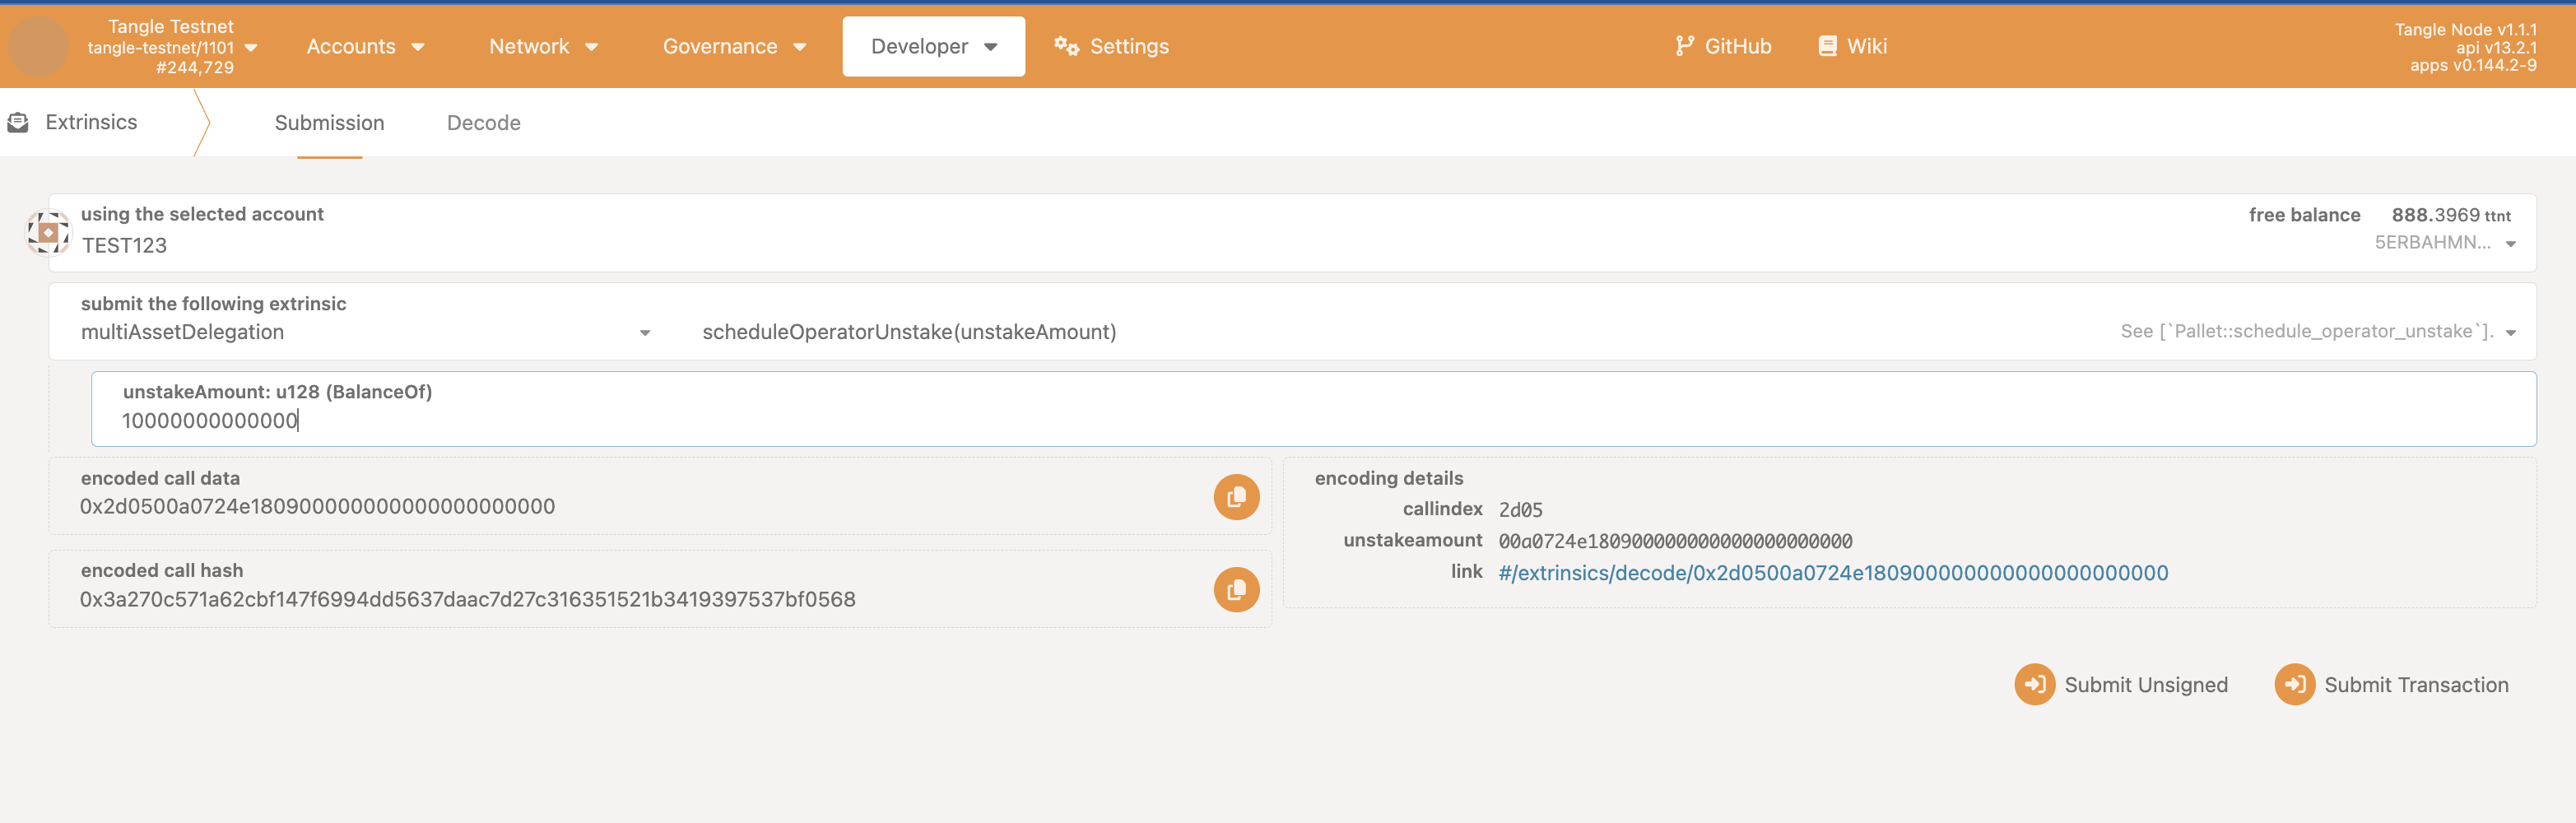 Tangle Testnet
tangle-testnet/1101
#244,729
Accounts
Network
Governance
Developer
Settings
GitHub
Wiki
Tangle Node v1.1.1
api v13.2.1
apps v0.144.2-9
Extrinsics
Submission
Decode
using the selected account
TEST123
free balance 888.3969 ttnt
5ERBAHMN...
submit the following extrinsic
multiAssetDelegation
scheduleOperatorUnstake(unstakeAmount)
See [`Pallet::schedule_operator_unstake`].
unstakeAmount: u128 (BalanceOf)
10000000000000
encoded call data
0x2d0500a0724e180900000000000000000000
encoded call hash
0x3a270c571a62cbf147f6994dd5637daac7d27c316351521b3419397537bf0568
encoding details
callindex 2d05
unstakeamount 00a0724e180900000000000000000000
link #/extrinsics/decode/0x2d0500a0724e180900000000000000000000
Submit Unsigned
Submit Transaction